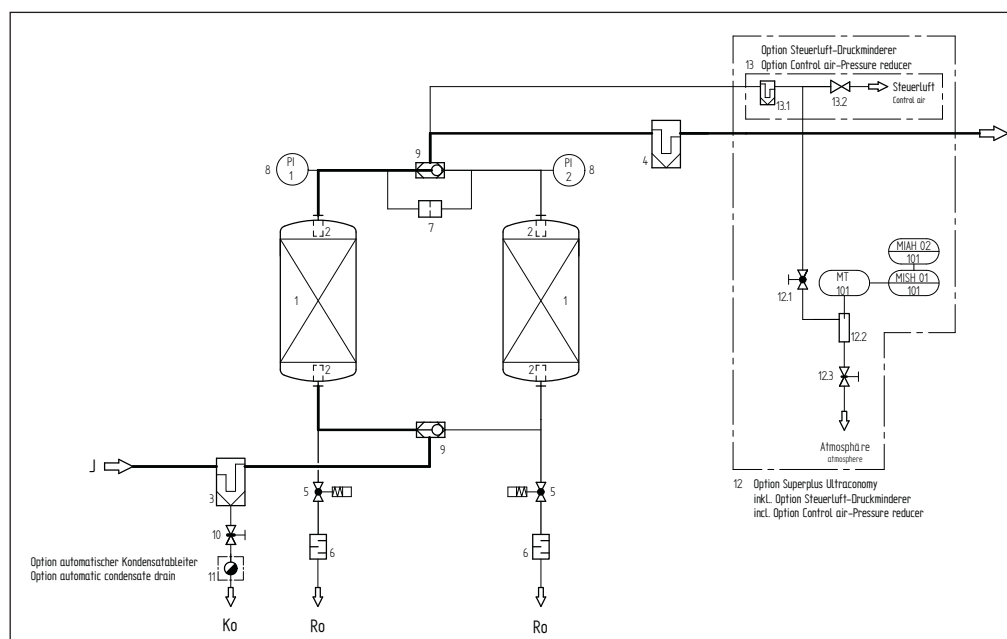 Option Steuerluft-Druckminderer
13 Option Control air-Pressure reducer
Steuerluft
Control air
13.1
13.2
9
4
PI
1
8
PI
2
8
7
2
2
1
1
2
2
MIAH 02
101
MT
101
MISH 01
101
12.1
12.2
12.3
Atmosphäre
atmosphere
9
J
3
5
5
12 Option Superplus Ultraconomy
inkl. Option Steuerluft-Druckminderer
incl. Option Control air-Pressure reducer
10
6
6
Option automatischer Kondensatableiter
Option automatic condensate drain
11
Ko
Ro
Ro